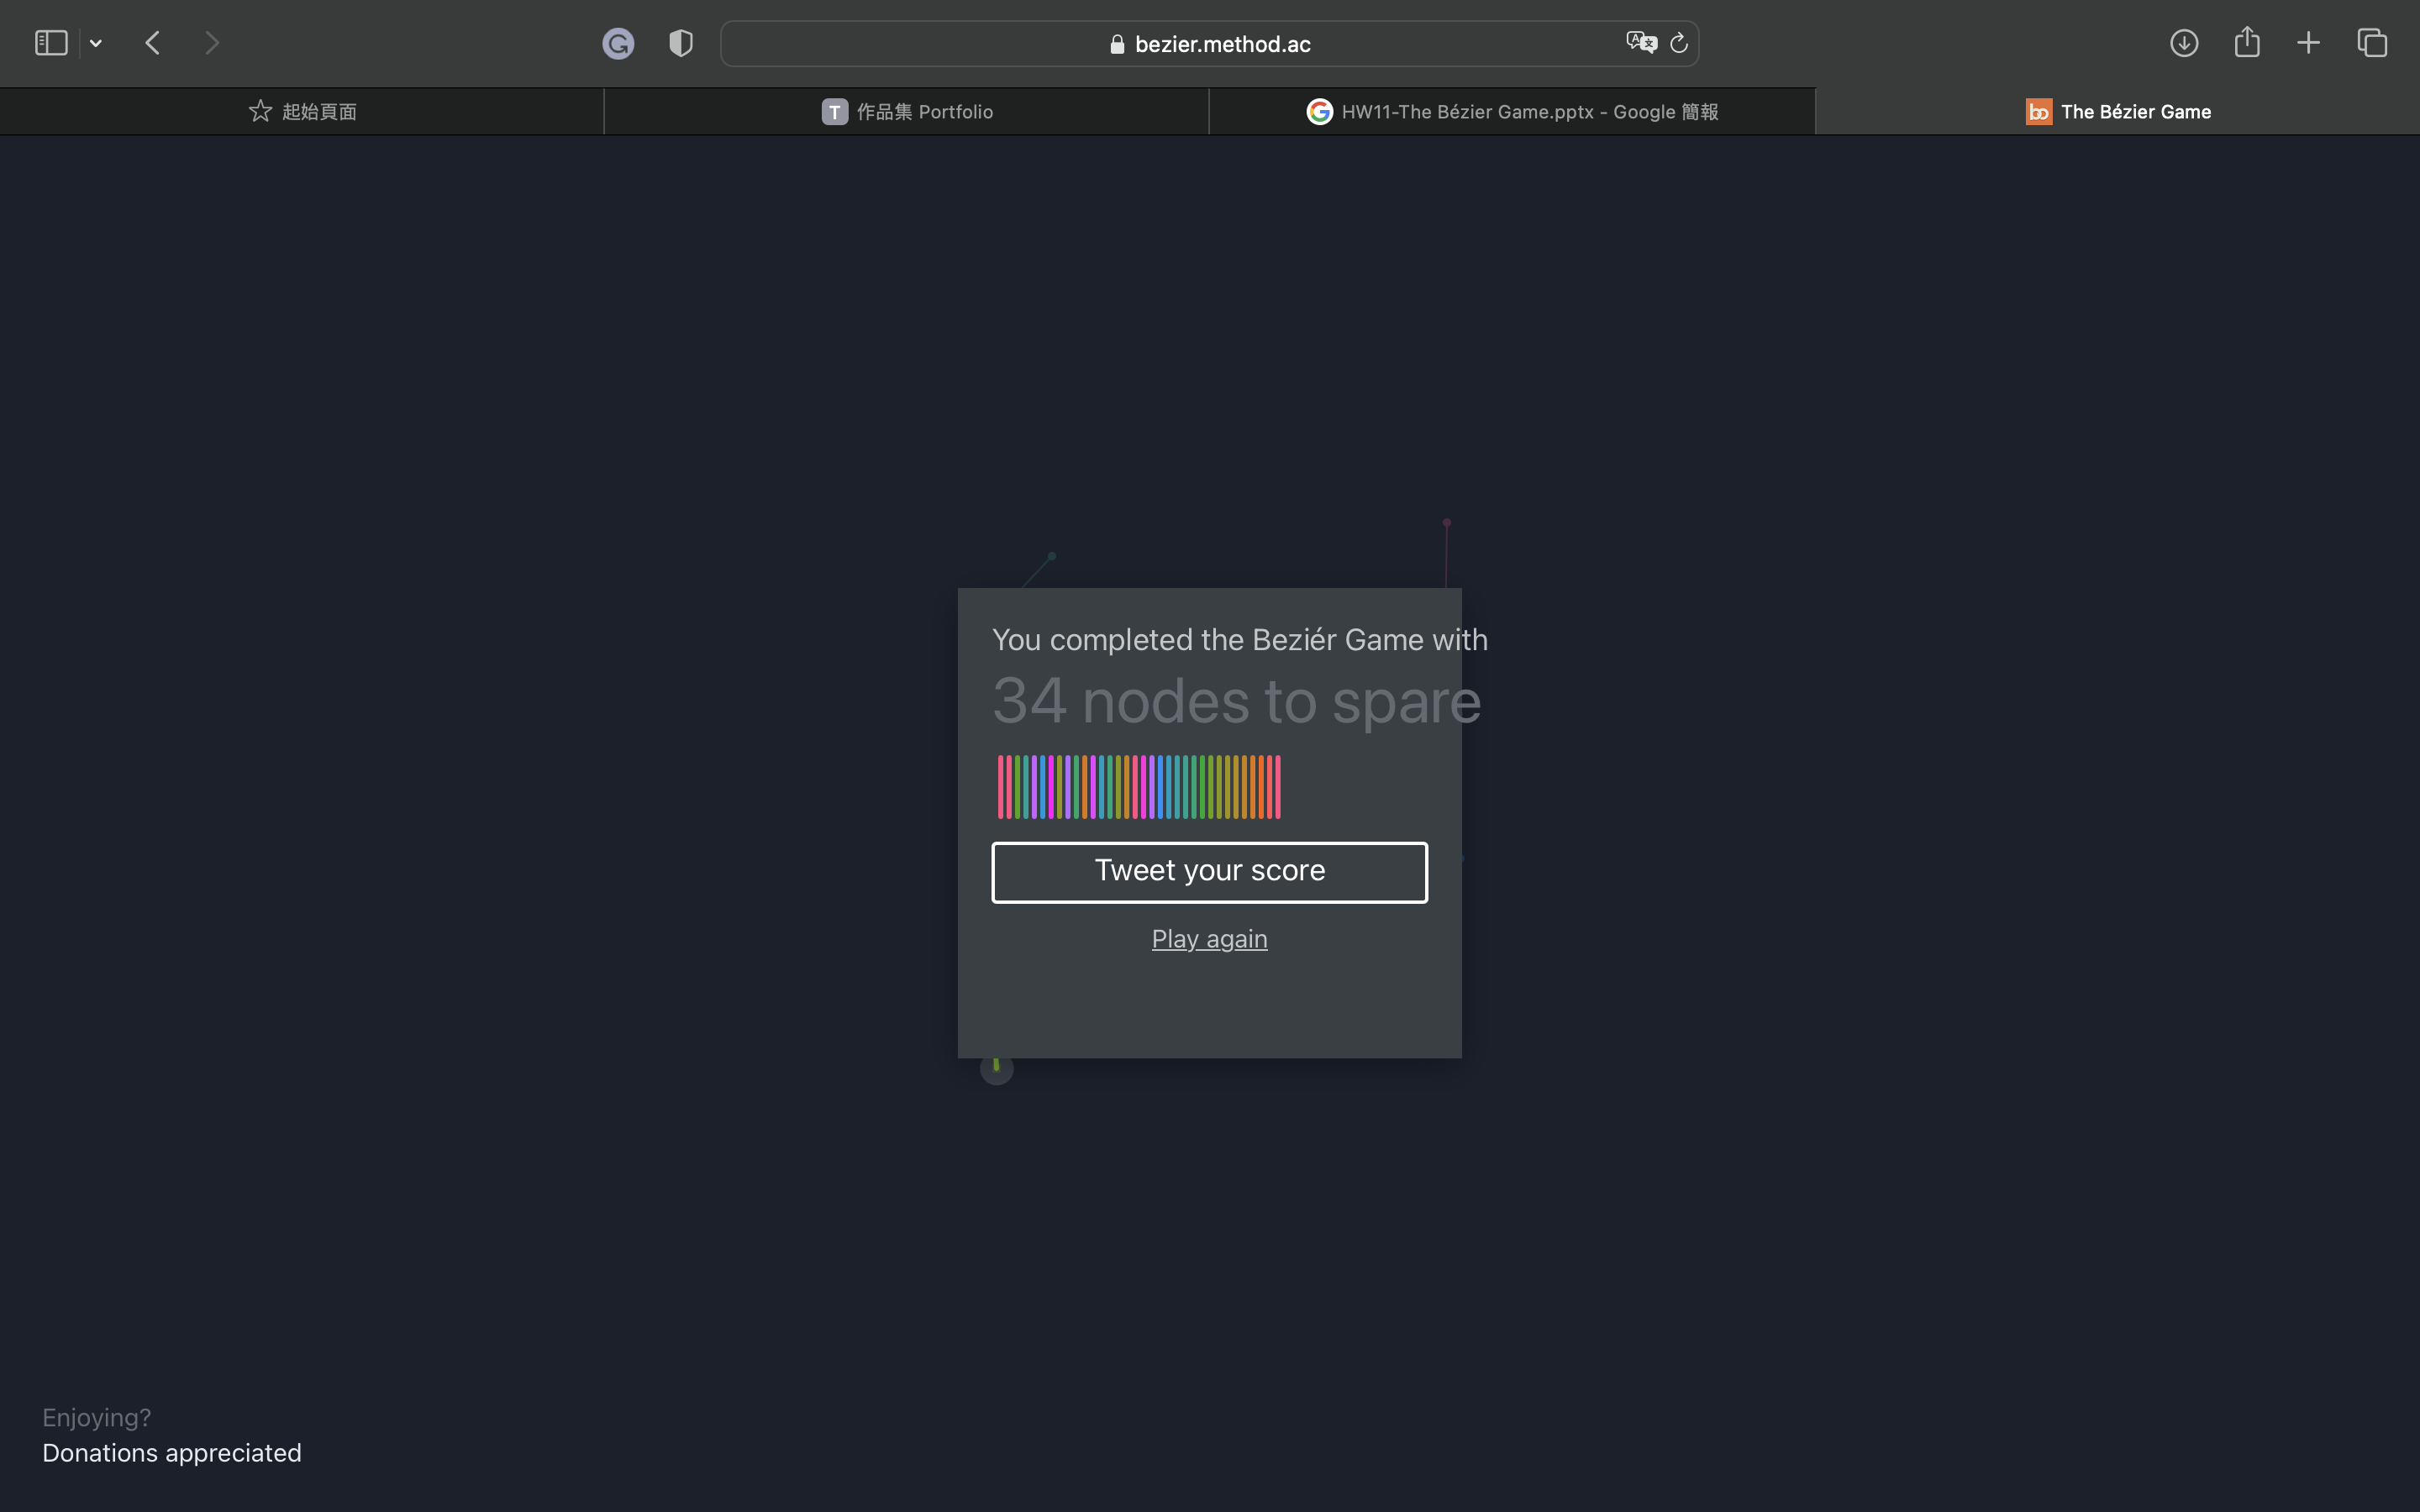 bezier.method.ac
起始頁面
T 作品集 Portfolio
HW11-The Bézier Game.pptx - Google 簡報
The Bézier Game
You completed the Beziér Game with
34 nodes to spare
Tweet your score
Play again
Enjoying?
Donations appreciated